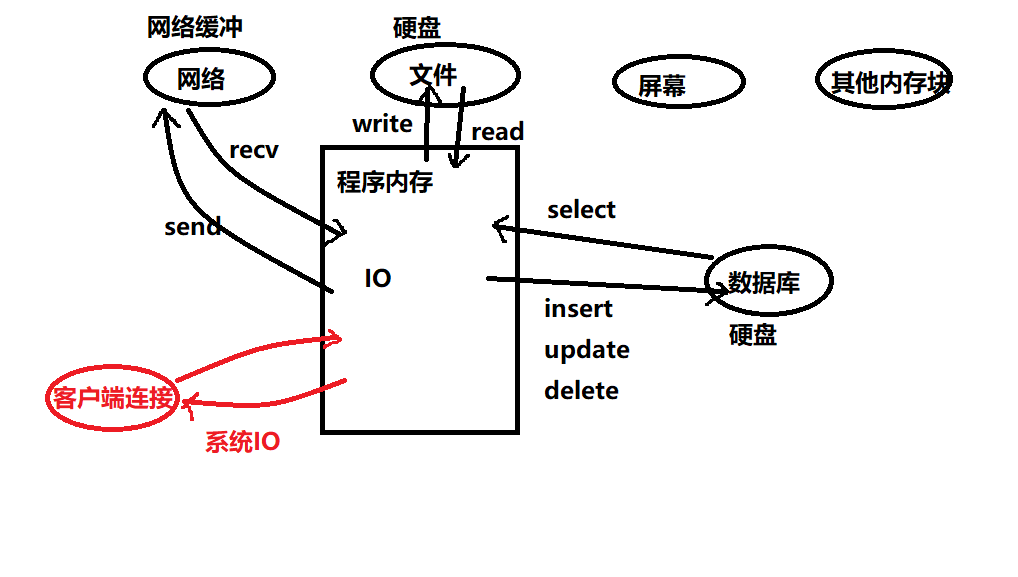 网络缓冲
硬盘
网络
文件
屏幕
其他内存块
write
read
recv
程序内存
send
select
IO
数据库
insert
硬盘
update
delete
客户端连接
系统IO